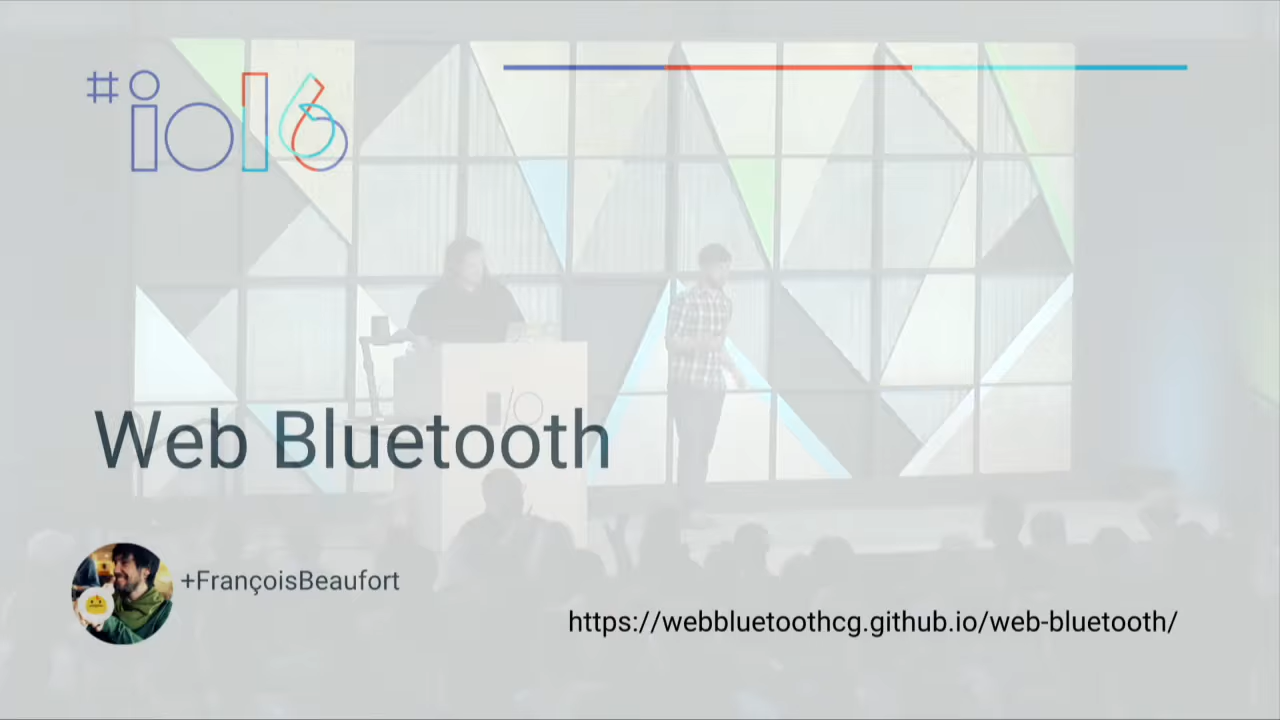 #io16
I/O
Web Bluetooth
+FrançoisBeaufort
https://webbluetoothcg.github.io/web-bluetooth/